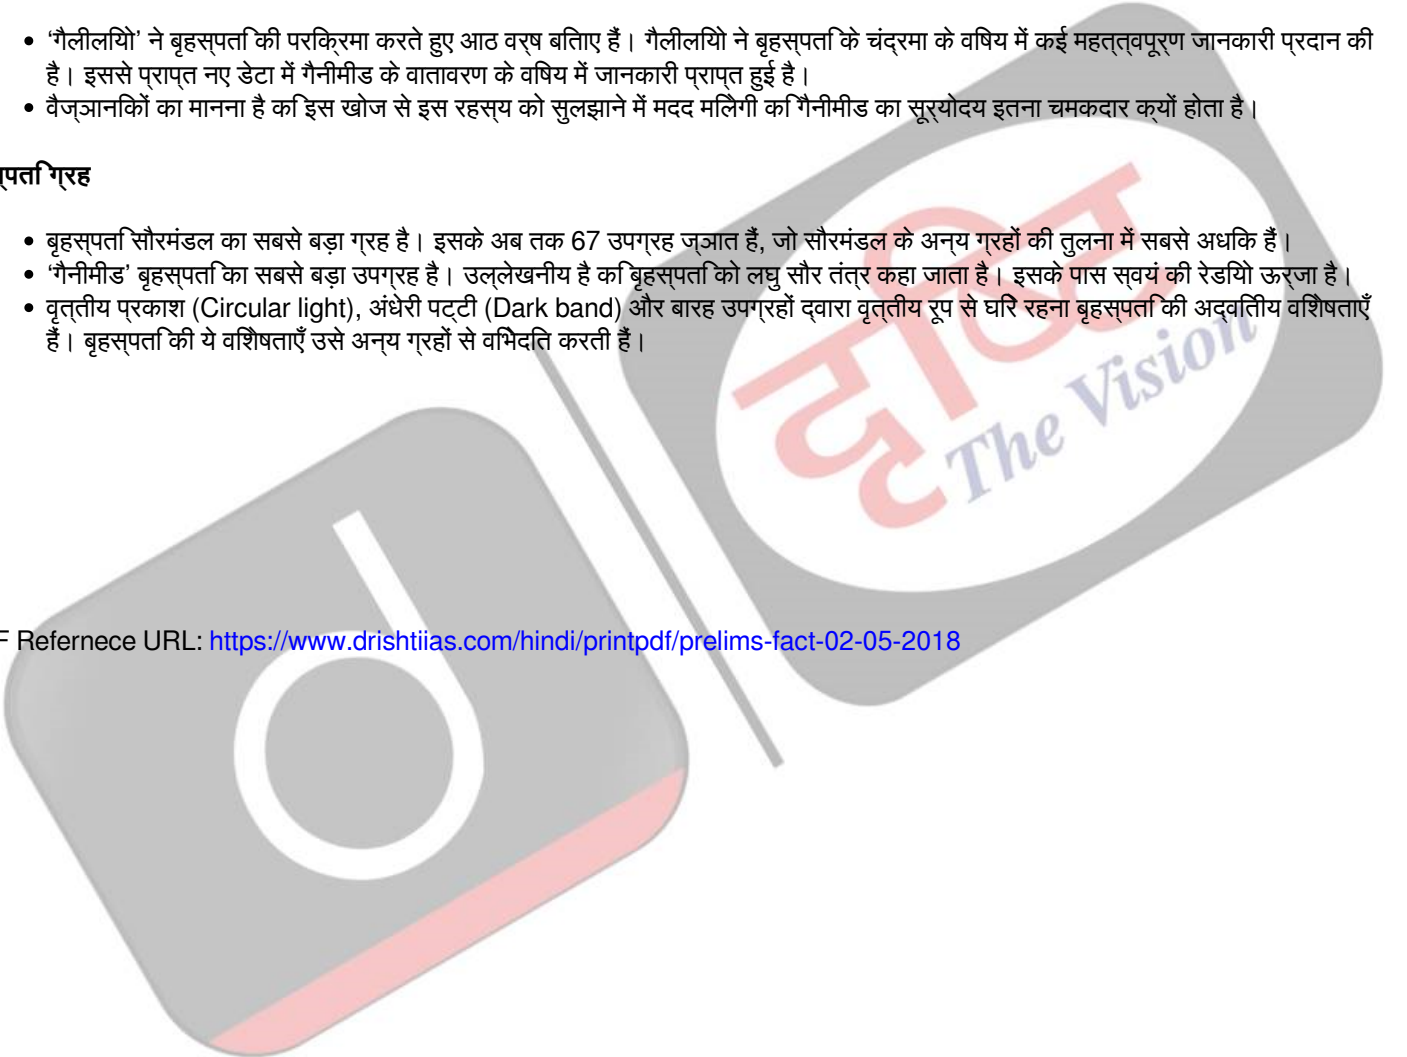 • ‘गैलीलियो’ ने बृहस्पति की परिक्रमा करते हुए आठ वर्ष बिताए हैं। गैलीलियो ने बृहस्पति के चंद्रमा के विषय में कई महत्त्वपूर्ण जानकारी प्रदान की
है। इससे प्राप्त नए डेटा में गैनीमीड के वातावरण के विषय में जानकारी प्राप्त हुई है।
• वैज्ञानिकों का मानना है कि इस खोज से इस रहस्य को सुलझाने में मदद मिलेगी कि गैनीमीड का सूर्योदय इतना चमकदार क्यों होता है।
स्पति ग्रह
• बृहस्पति सौरमंडल का सबसे बड़ा ग्रह है। इसके अब तक 67 उपग्रह ज्ञात हैं, जो सौरमंडल के अन्य ग्रहों की तुलना में सबसे अधिक हैं।
• ‘गैनीमीड’ बृहस्पति का सबसे बड़ा उपग्रह है। उल्लेखनीय है कि बृहस्पति को लघु सौर तंत्र कहा जाता है। इसके पास स्वयं की रेडियो ऊर्जा है।
• वृत्तीय प्रकाश (Circular light), अंधेरी पट्टी (Dark band) और बारह उपग्रहों द्वारा वृत्तीय रूप से घिरे रहना बृहस्पति की अद्वितीय विशेषताएँ
हैं। बृहस्पति की ये विशेषताएँ उसे अन्य ग्रहों से विभेदित करती हैं।
दृष्टि
The Vision
F Refernece URL: https://www.drishtiias.com/hindi/printpdf/prelims-fact-02-05-2018